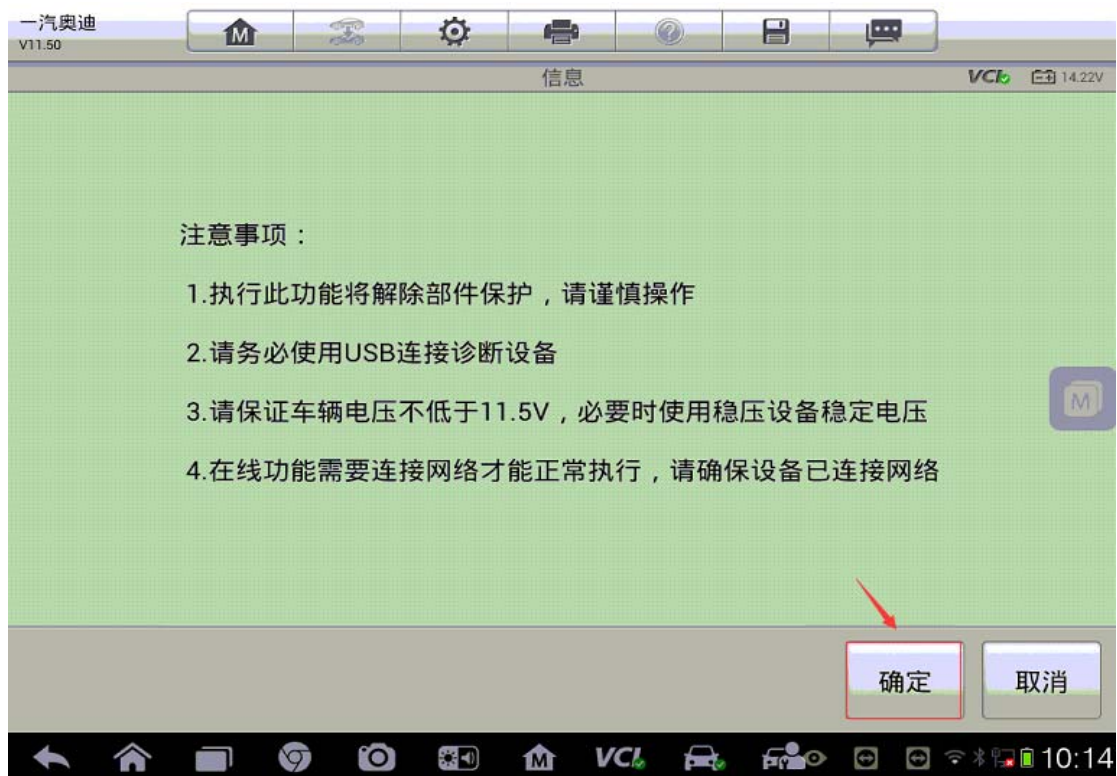 一汽奥迪
V11.50
M
信息
VCI
14.22V
注意事项：
1.执行此功能将解除部件保护，请谨慎操作
2.请务必使用USB连接诊断设备
3.请保证车辆电压不低于11.5V，必要时使用稳压设备稳定电压
M
4.在线功能需要连接网络才能正常执行，请确保设备已连接网络
确定
取消
M
VCI
10:14